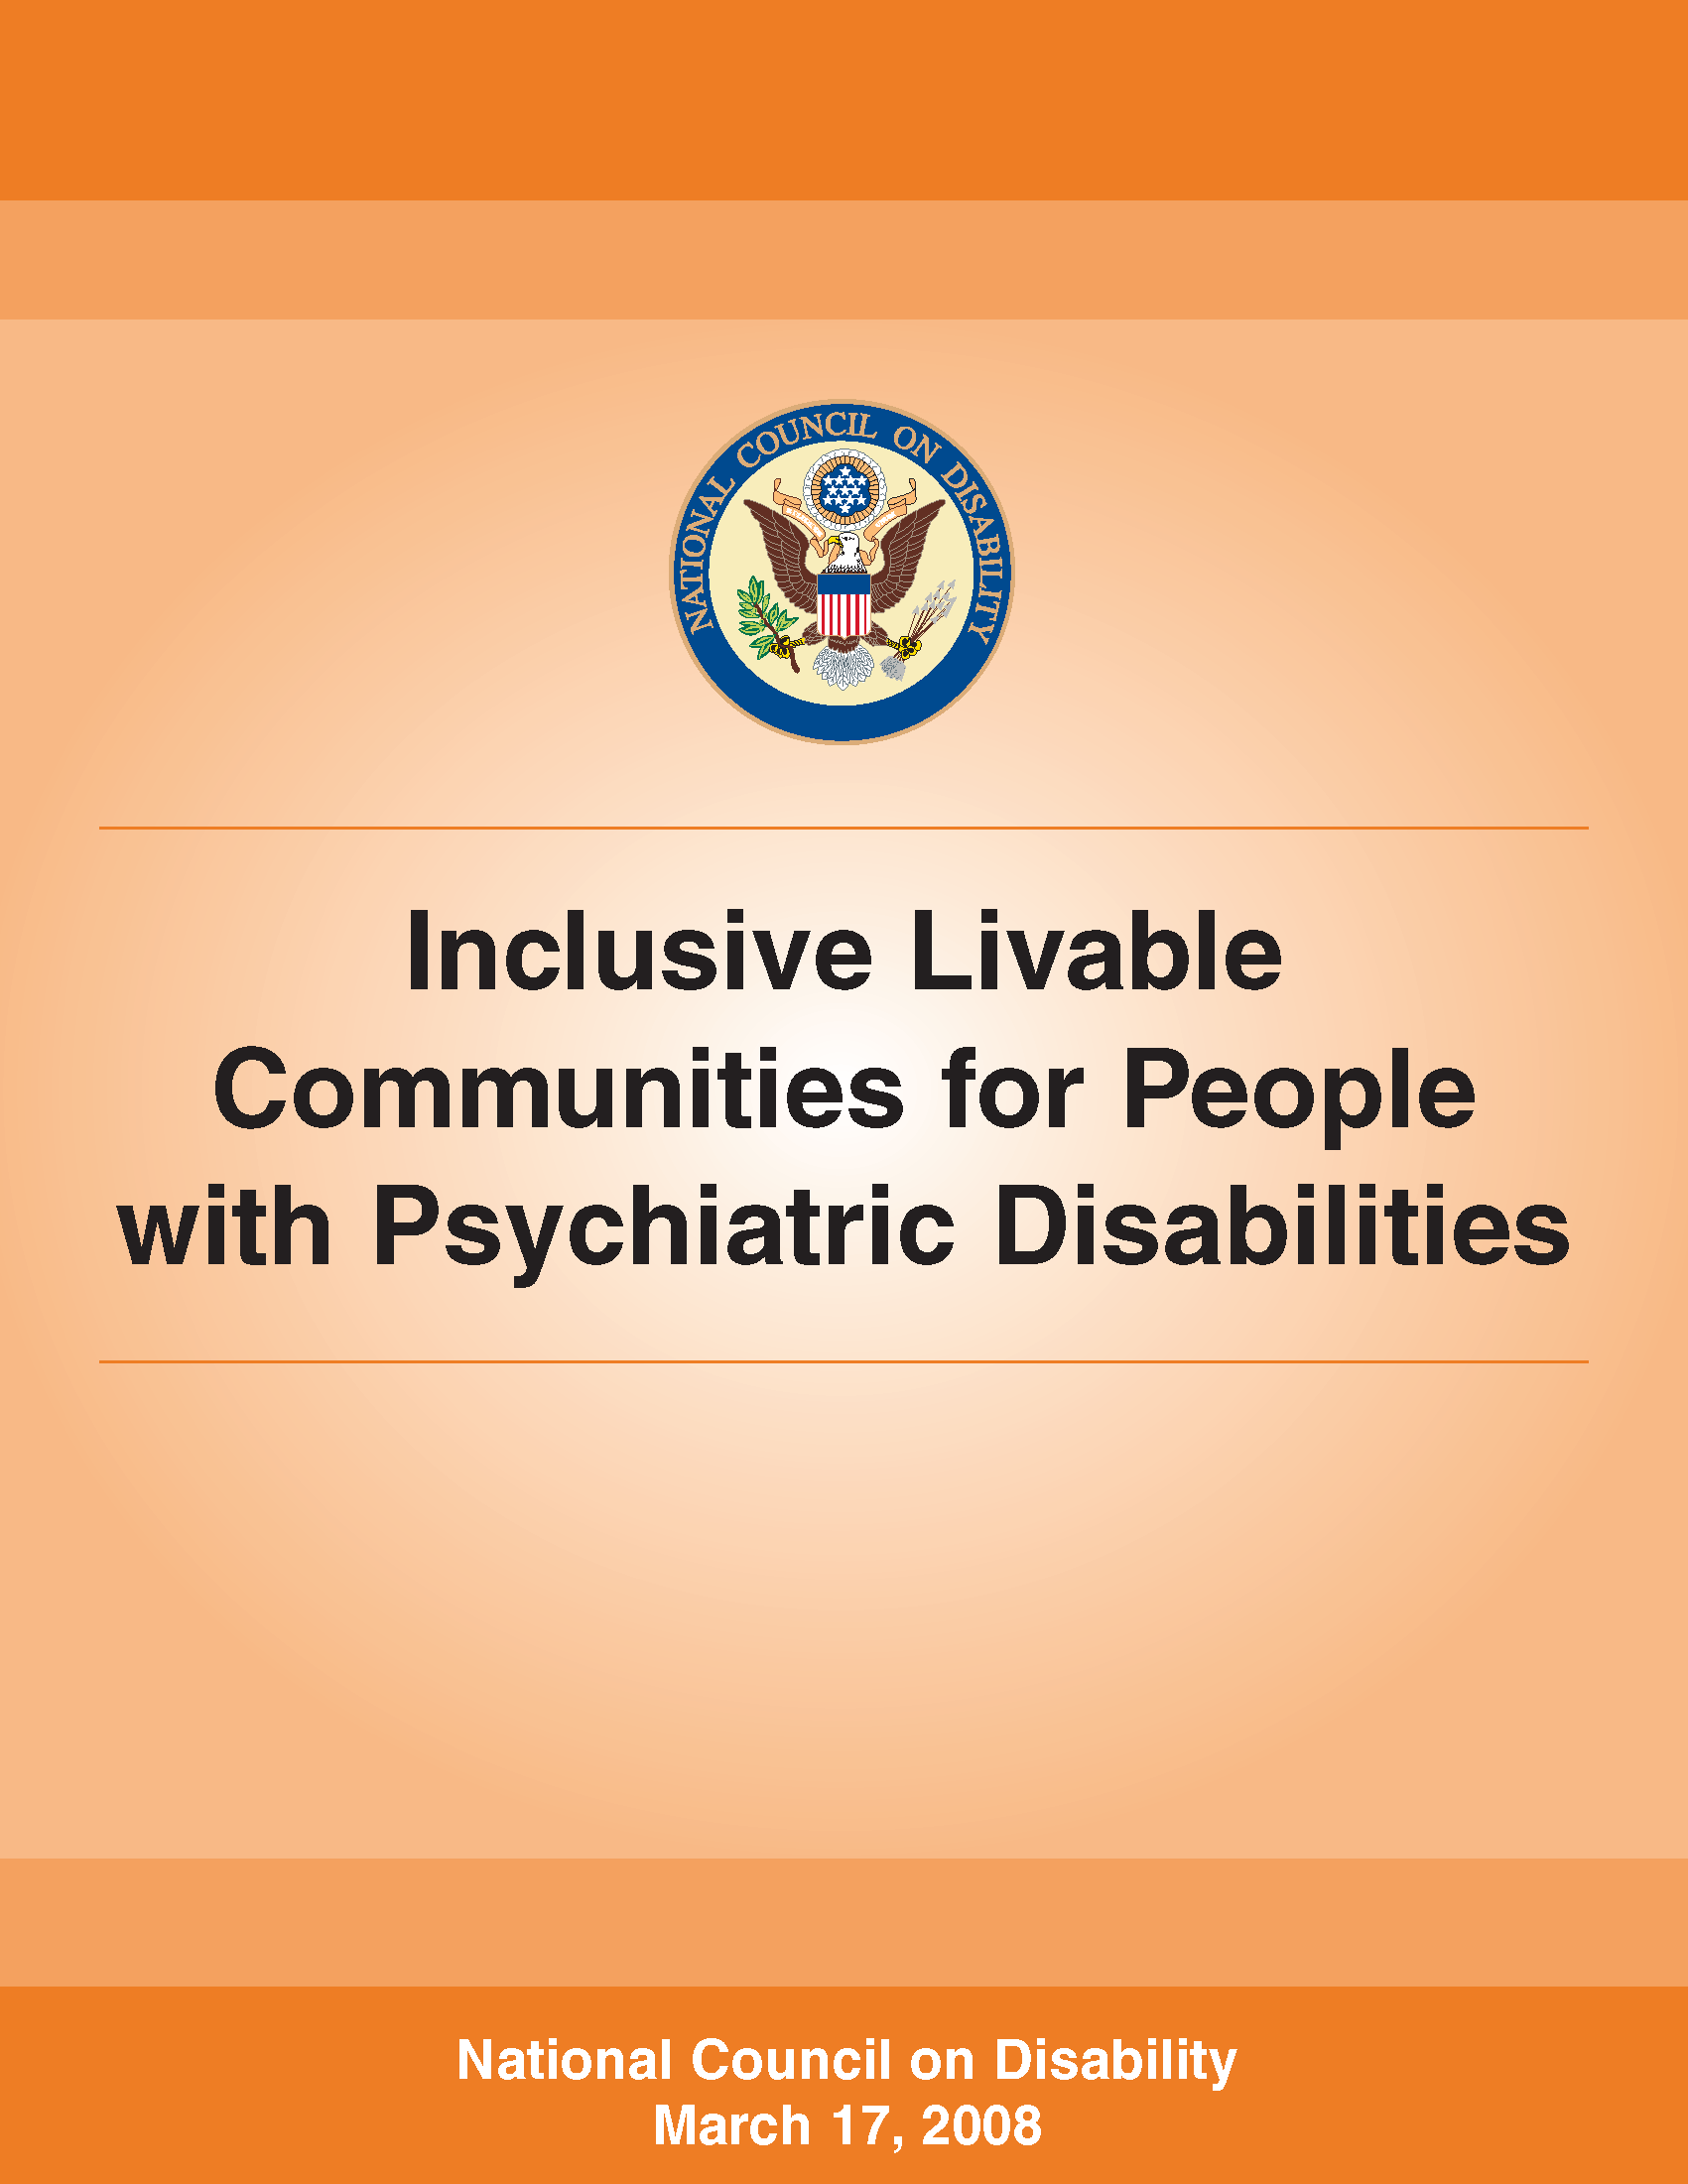 NATIONAL COUNCIL ON DISABILITY
Inclusive Livable
Communities for People
with Psychiatric Disabilities
National Council on Disability
March 17, 2008